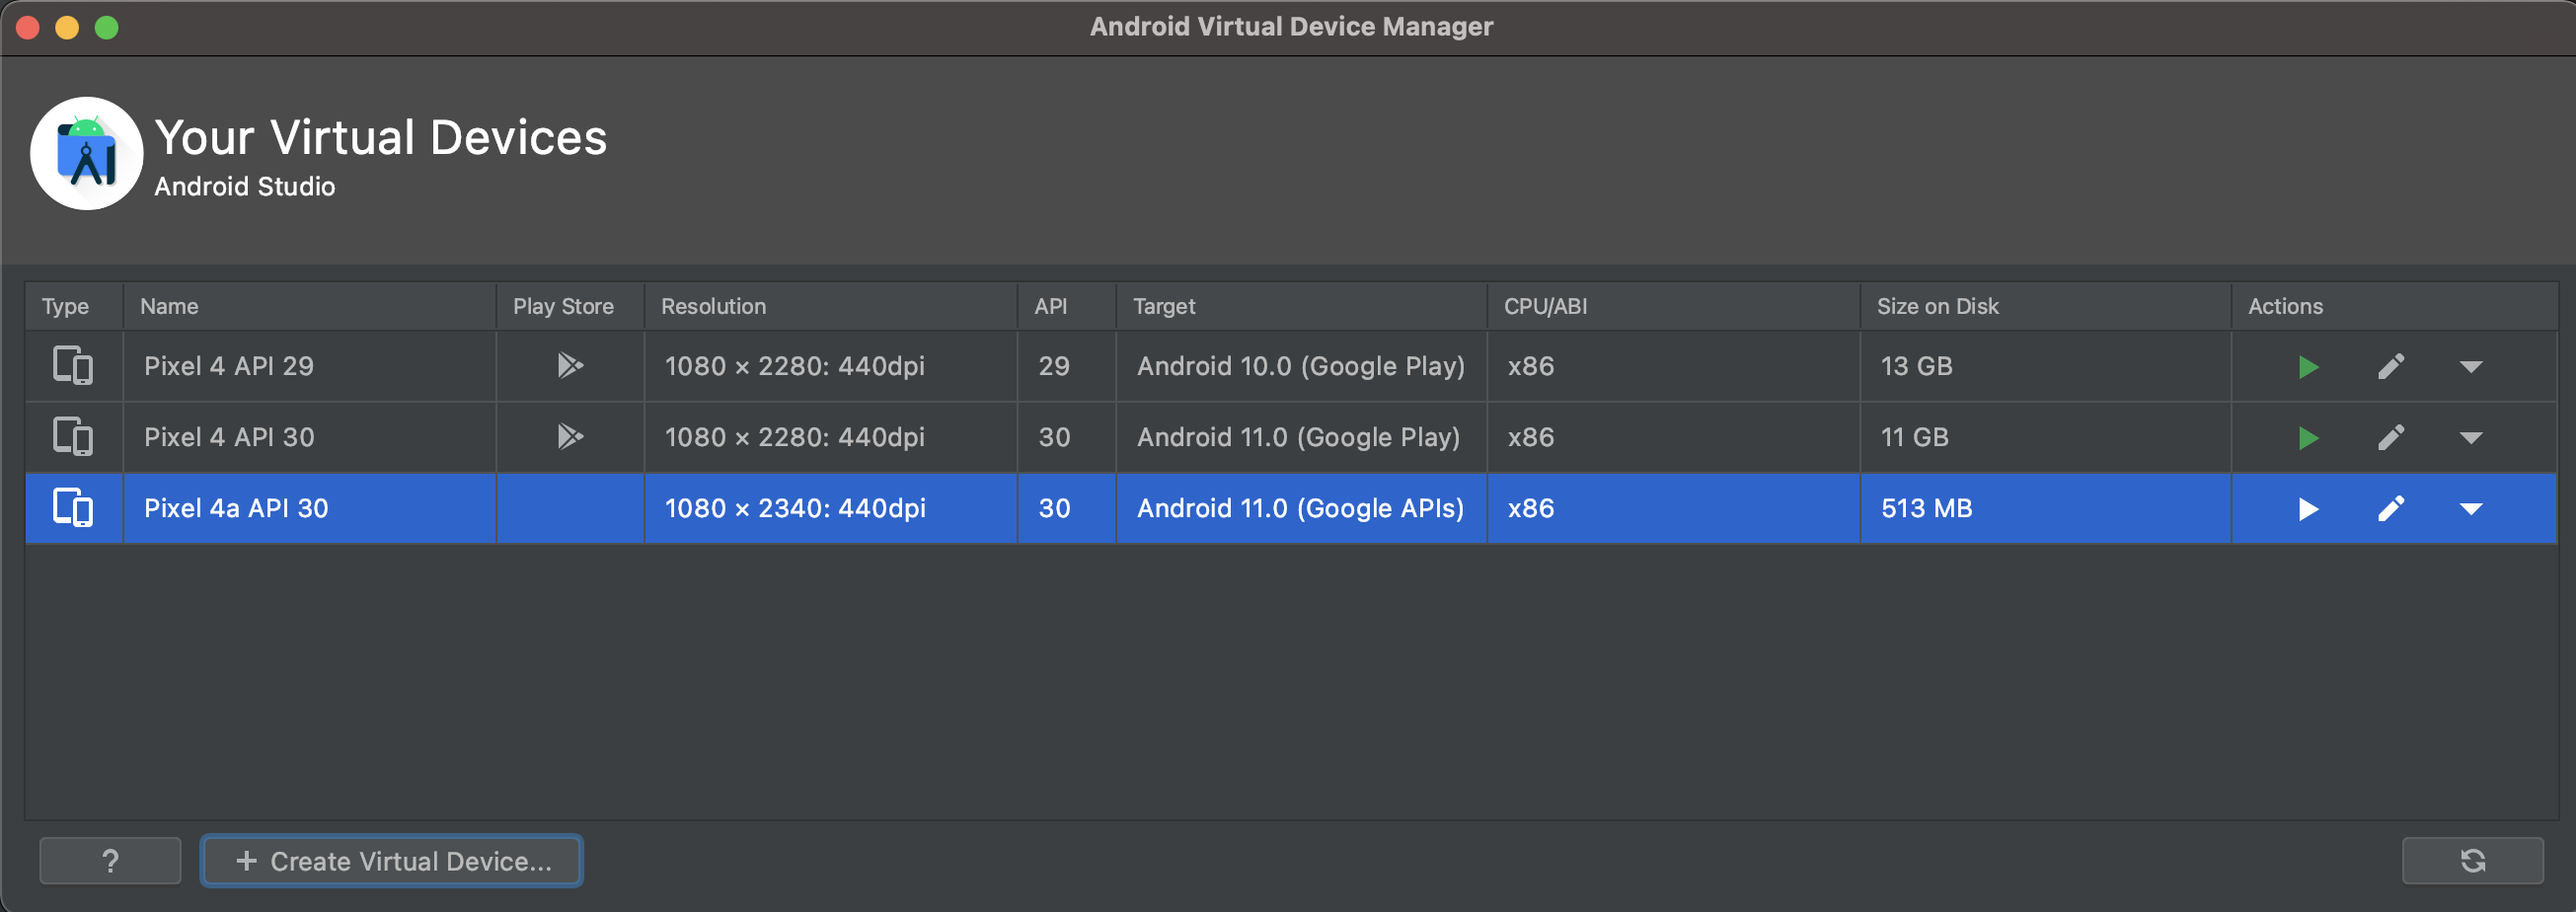 Android Virtual Device Manager
Your Virtual Devices
Android Studio
Type Name Play Store Resolution API Target CPU/ABI Size on Disk Actions
Pixel 4 API 29 1080 × 2280: 440dpi 29 Android 10.0 (Google Play) x86 13 GB
Pixel 4 API 30 1080 × 2280: 440dpi 30 Android 11.0 (Google Play) x86 11 GB
Pixel 4a API 30 1080 × 2340: 440dpi 30 Android 11.0 (Google APIs) x86 513 MB
? + Create Virtual Device...